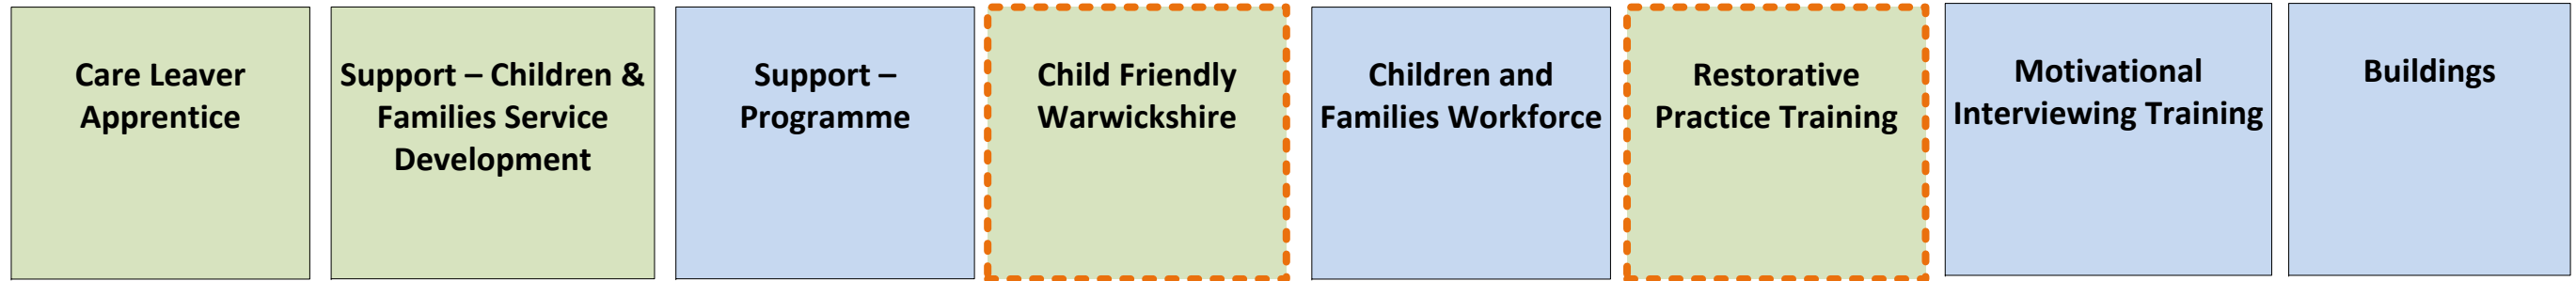 Care Leaver
Apprentice
Support – Children &
Families Service
Development
Support –
Programme
Child Friendly
Warwickshire
Children and
Families Workforce
Restorative
Practice Training
Motivational
Interviewing Training
Buildings